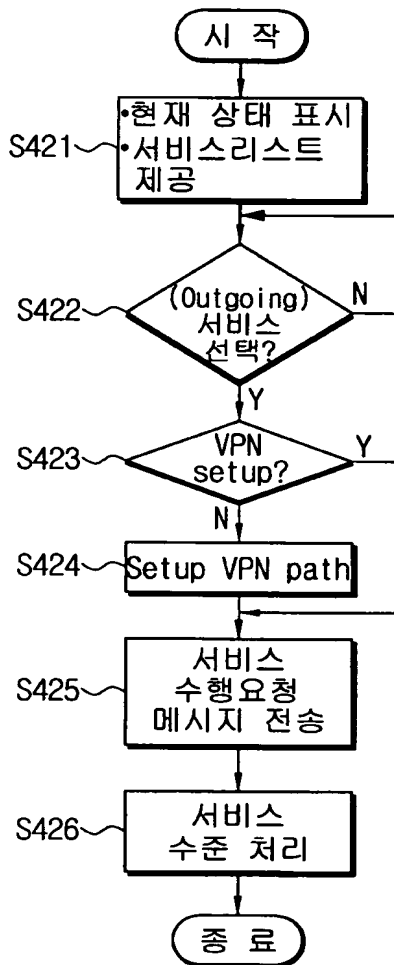 시 작
•현재 상태 표시
S421
•서비스리스트
제공
(Outgoing)
N
S422
서비스
선택?
Y
VPN
Y
S423
setup?
N
S424
Setup VPN path
서비스
S425
수행요청
메시지 전송
서비스
S426
수준 처리
종 료